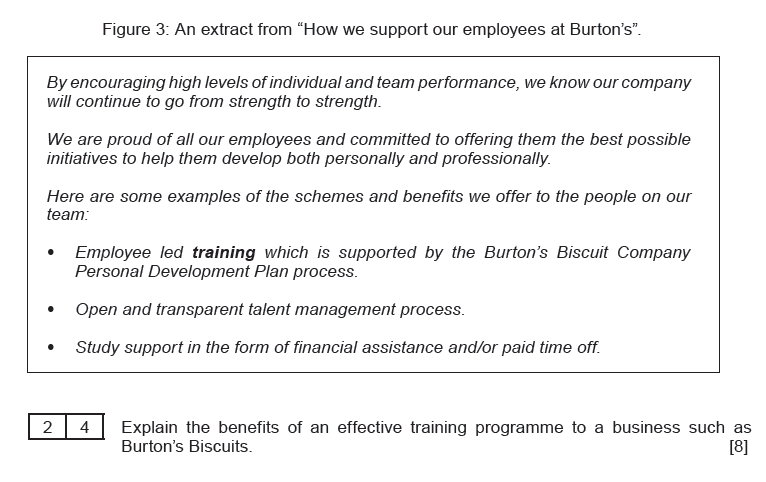 Figure 3: An extract from “How we support our employees at Burton’s”.
By encouraging high levels of individual and team performance, we know our company
will continue to go from strength to strength.
We are proud of all our employees and committed to offering them the best possible
initiatives to help them develop both personally and professionally.
Here are some examples of the schemes and benefits we offer to the people on our
team:
• Employee led training which is supported by the Burton’s Biscuit Company
Personal Development Plan process.
• Open and transparent talent management process.
• Study support in the form of financial assistance and/or paid time off.
2 4 Explain the benefits of an effective training programme to a business such as
Burton’s Biscuits. [8]